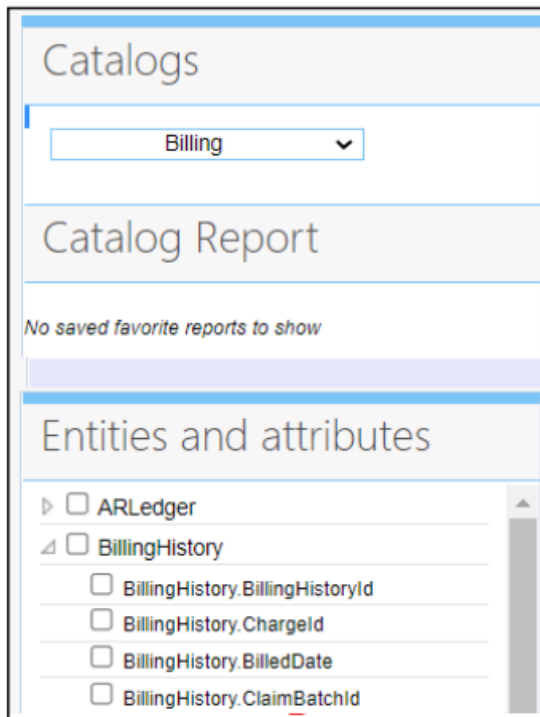 Catalogs
Billing
Catalog Report
No saved favorite reports to show
Entities and attributes
ARLedger
BillingHistory
BillingHistory.BillingHistoryId
BillingHistory.ChargeId
BillingHistory.BilledDate
BillingHistory.ClaimBatchId